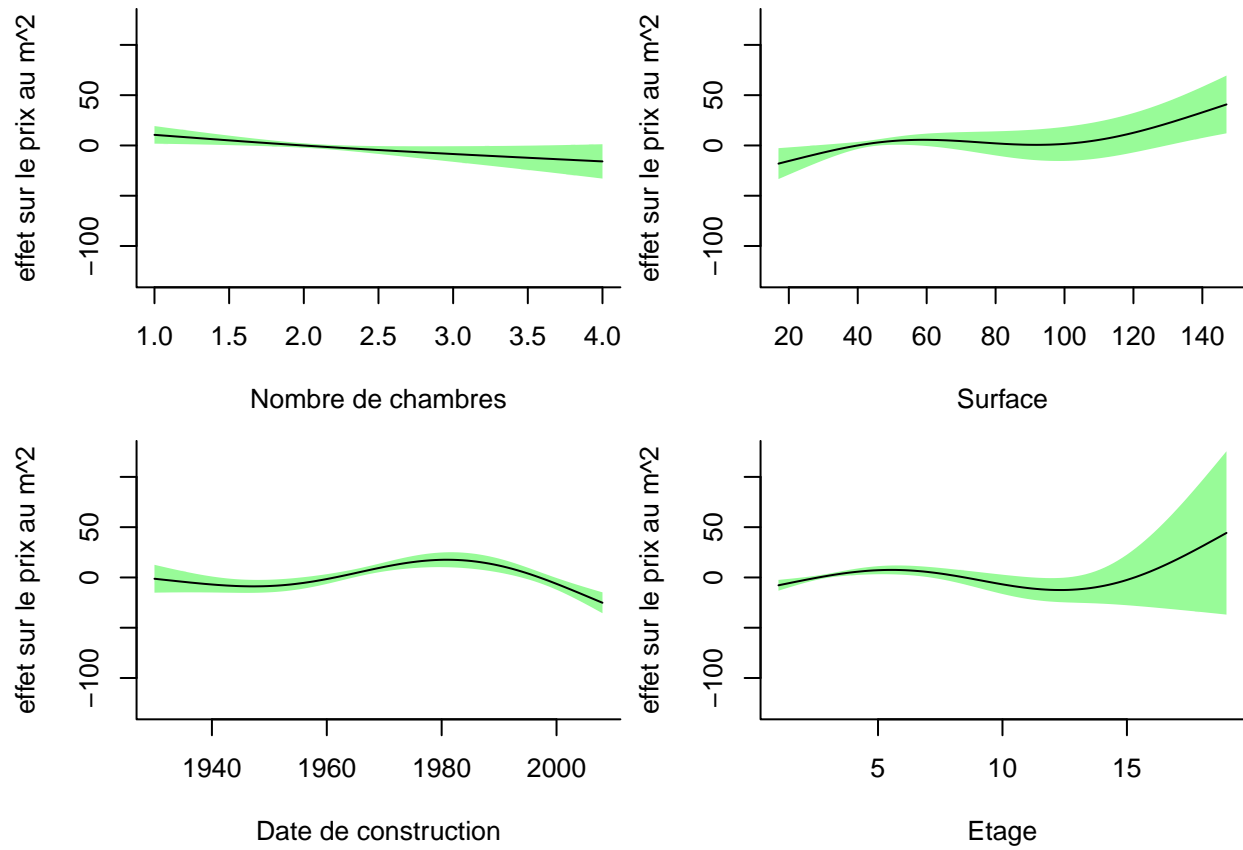 effet sur le prix au m^2
50
0
−100
1.0 1.5 2.0 2.5 3.0 3.5 4.0
Nombre de chambres
effet sur le prix au m^2
50
0
−100
20 40 60 80 100 120 140
Surface
effet sur le prix au m^2
50
0
−100
1940 1960 1980 2000
Date de construction
effet sur le prix au m^2
50
0
−100
5 10 15
Etage